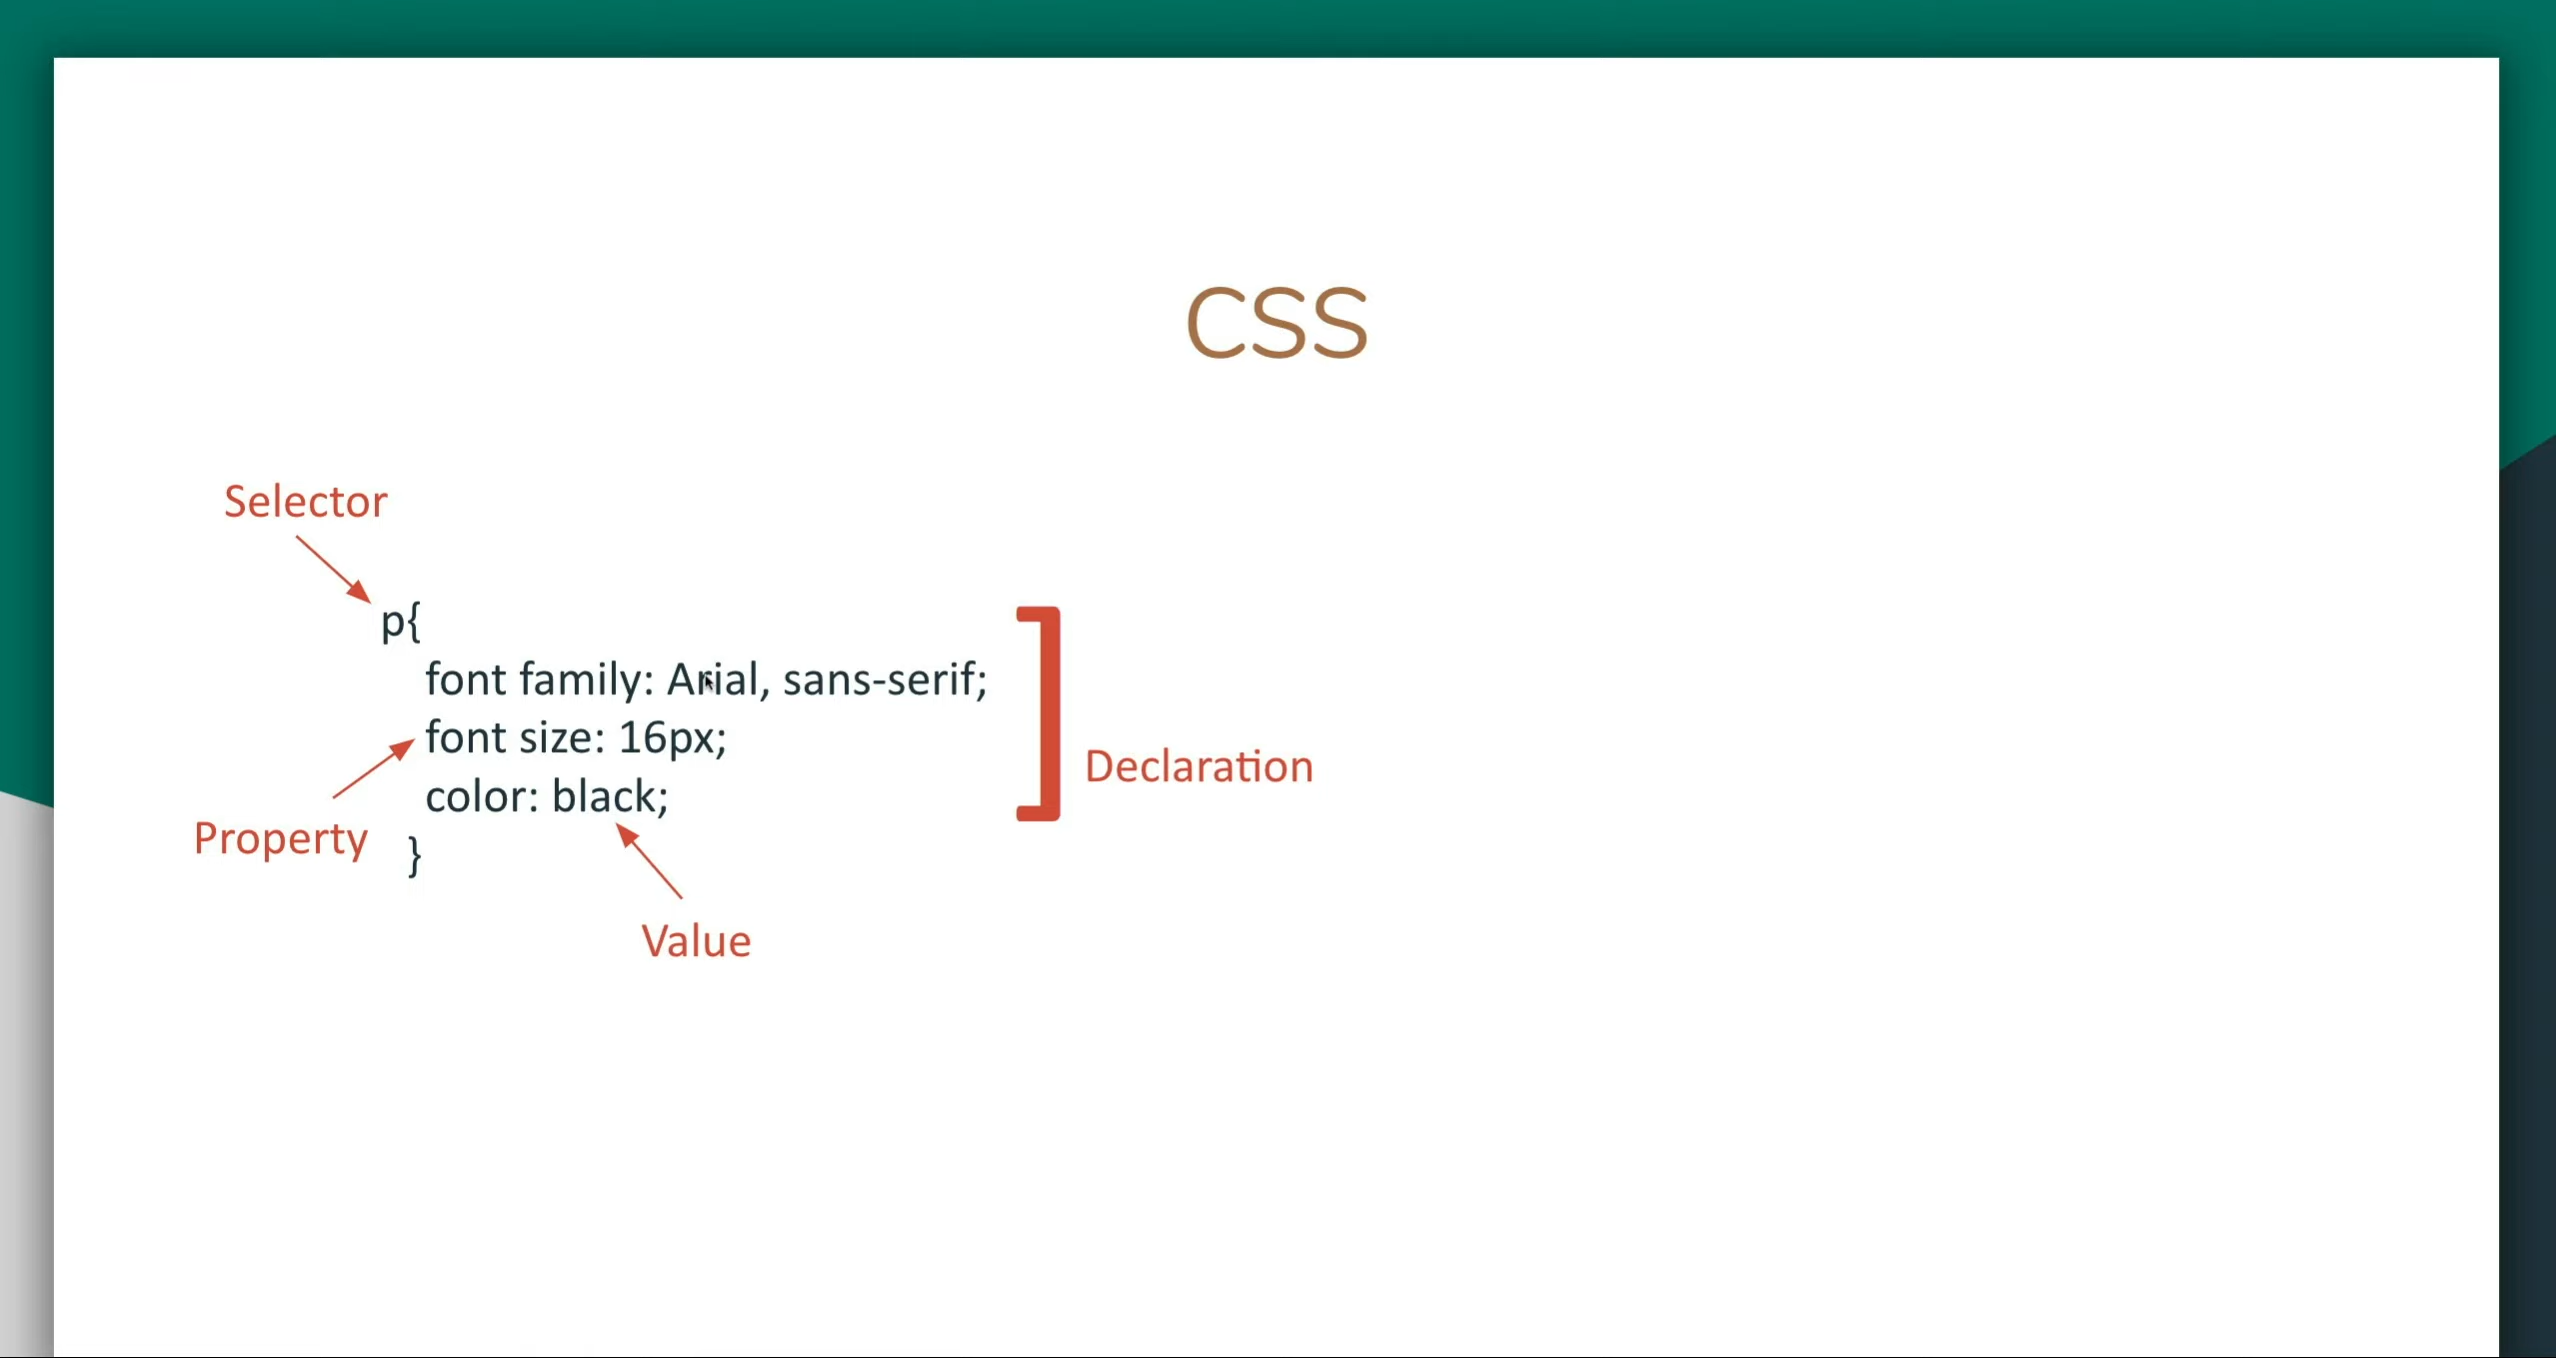 CSS
Selector
p{
font family: Arial, sans-serif;
font size: 16px;
color: black;
}
Property
Value
Declaration